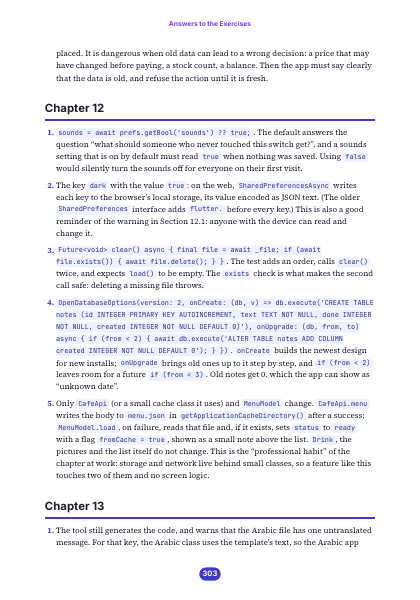 Answers to the Exercises
placed. It is dangerous when old data can lead to a wrong decision: a price that may
have changed before paying, a stock count, a balance. Then the app must say clearly
that the data is old, and refuse the action until it is fresh.
Chapter 12
1. sounds = await prefs.getBool('sounds') ?? true; . The default answers the
question “what should someone who never touched this switch get?”, and a sounds
setting that is on by default must read true when nothing was saved. Using false
would silently turn the sounds off for everyone on their first visit.
2. The key dark with the value true : on the web, SharedPreferencesAsync writes
each key to the browser’s local storage, its value encoded as JSON text. (The older
SharedPreferences interface adds flutter. before every key.) This is also a good
reminder of the warning in Section 12.1: anyone with the device can read and
change it.
3. Future<void> clear() async { final file = await _file; if (await
file.exists()) { await file.delete(); } } . The test adds an order, calls clear()
twice, and expects load() to be empty. The exists check is what makes the second
call safe: deleting a missing file throws.
4. OpenDatabaseOptions(version: 2, onCreate: (db, v) => db.execute('CREATE TABLE
notes (id INTEGER PRIMARY KEY AUTOINCREMENT, text TEXT NOT NULL, done INTEGER
NOT NULL, created INTEGER NOT NULL DEFAULT 0)'), onUpgrade: (db, from, to)
async { if (from < 2) { await db.execute('ALTER TABLE notes ADD COLUMN
created INTEGER NOT NULL DEFAULT 0'); } }) . onCreate builds the newest design
for new installs; onUpgrade brings old ones up to it step by step, and if (from < 2)
leaves room for a future if (from < 3) . Old notes get 0, which the app can show as
“unknown date”.
5. Only CafeApi (or a small cache class it uses) and MenuModel change. CafeApi.menu
writes the body to menu.json in getApplicationCacheDirectory() after a success;
MenuModel.load , on failure, reads that file and, if it exists, sets status to ready
with a flag fromCache = true , shown as a small note above the list. Drink , the
pictures and the list itself do not change. This is the “professional habit” of the
chapter at work: storage and network live behind small classes, so a feature like this
touches two of them and no screen logic.
Chapter 13
1. The tool still generates the code, and warns that the Arabic file has one untranslated
message. For that key, the Arabic class uses the template’s text, so the Arabic app
303